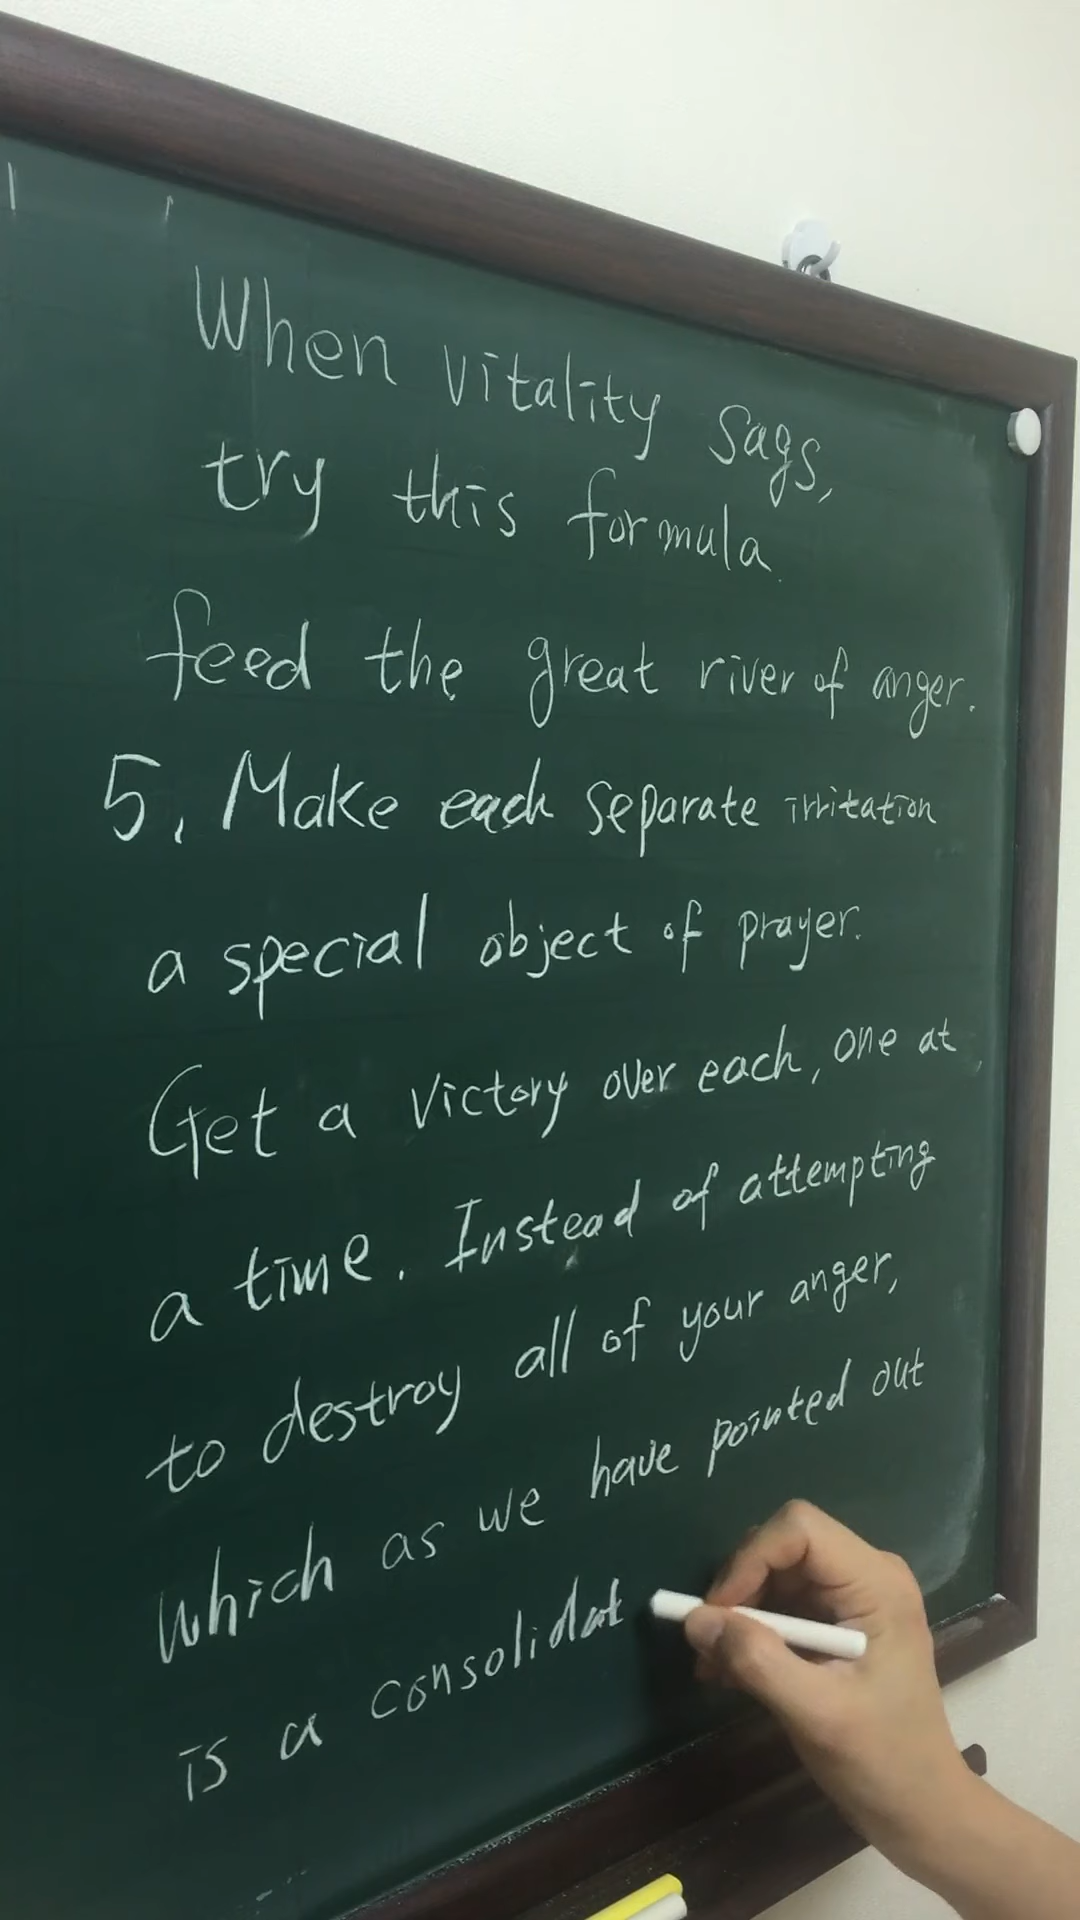 When vitality sags,
try this formula.
feed the great river of anger.
5. Make each separate irritation
a special object of prayer.
Get a victory over each, one at
a time. Instead of attempting
to destroy all of your anger,
which as we have pointed out
is a consolidat